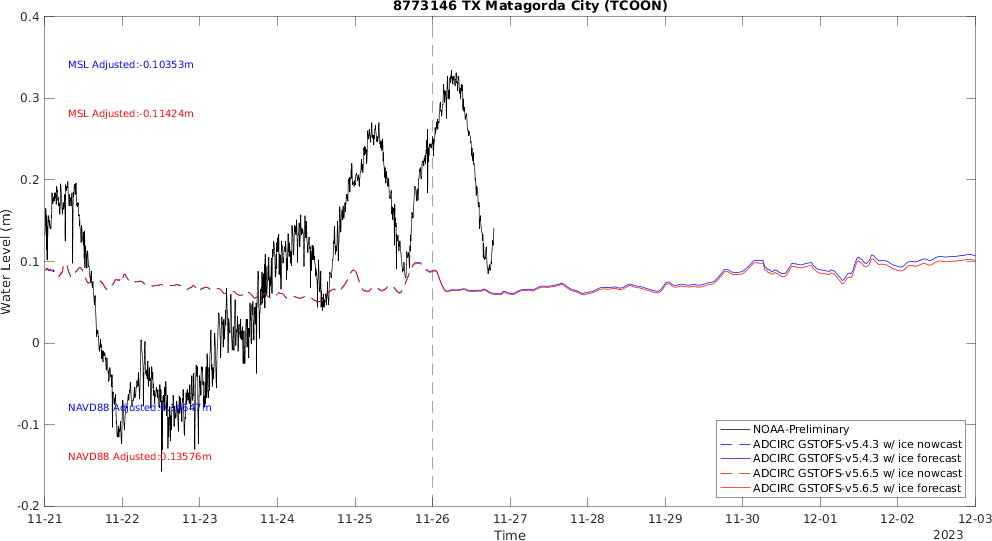 8773146 TX Matagorda City (TCOON)
0.4
0.3
0.2
0.1
0
-0.1
-0.2
Water Level (m)
MSL Adjusted:-0.10353m
MSL Adjusted:-0.11424m
NAVD88 Adjusted:
NAVD88 Adjusted:0.13576m
NOAA-Preliminary
ADCIRC GSTOFS-v5.4.3 w/ ice nowcast
ADCIRC GSTOFS-v5.4.3 w/ ice forecast
ADCIRC GSTOFS-v5.6.5 w/ ice nowcast
ADCIRC GSTOFS-v5.6.5 w/ ice forecast
11-21 11-22 11-23 11-24 11-25 11-26 11-27 11-28 11-29 11-30 12-01 12-02 12-03
Time
2023